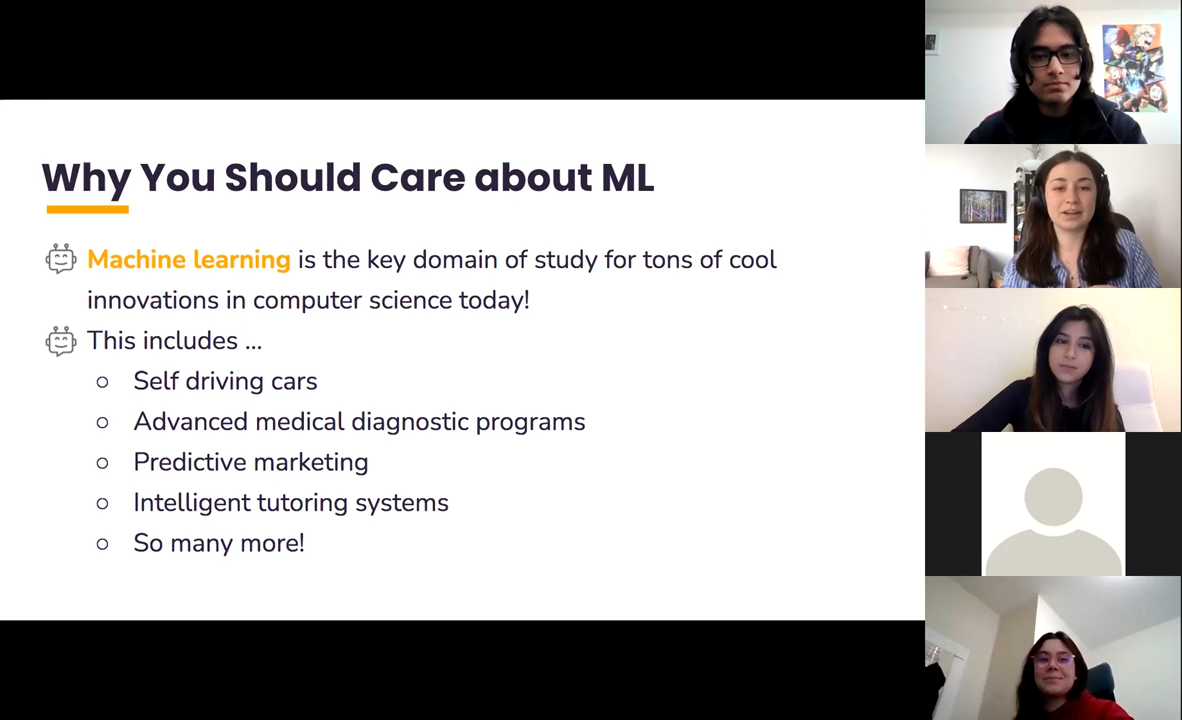 Why You Should Care about ML
Machine learning is the key domain of study for tons of cool
innovations in computer science today!
This includes ...
Self driving cars
Advanced medical diagnostic programs
Predictive marketing
Intelligent tutoring systems
So many more!